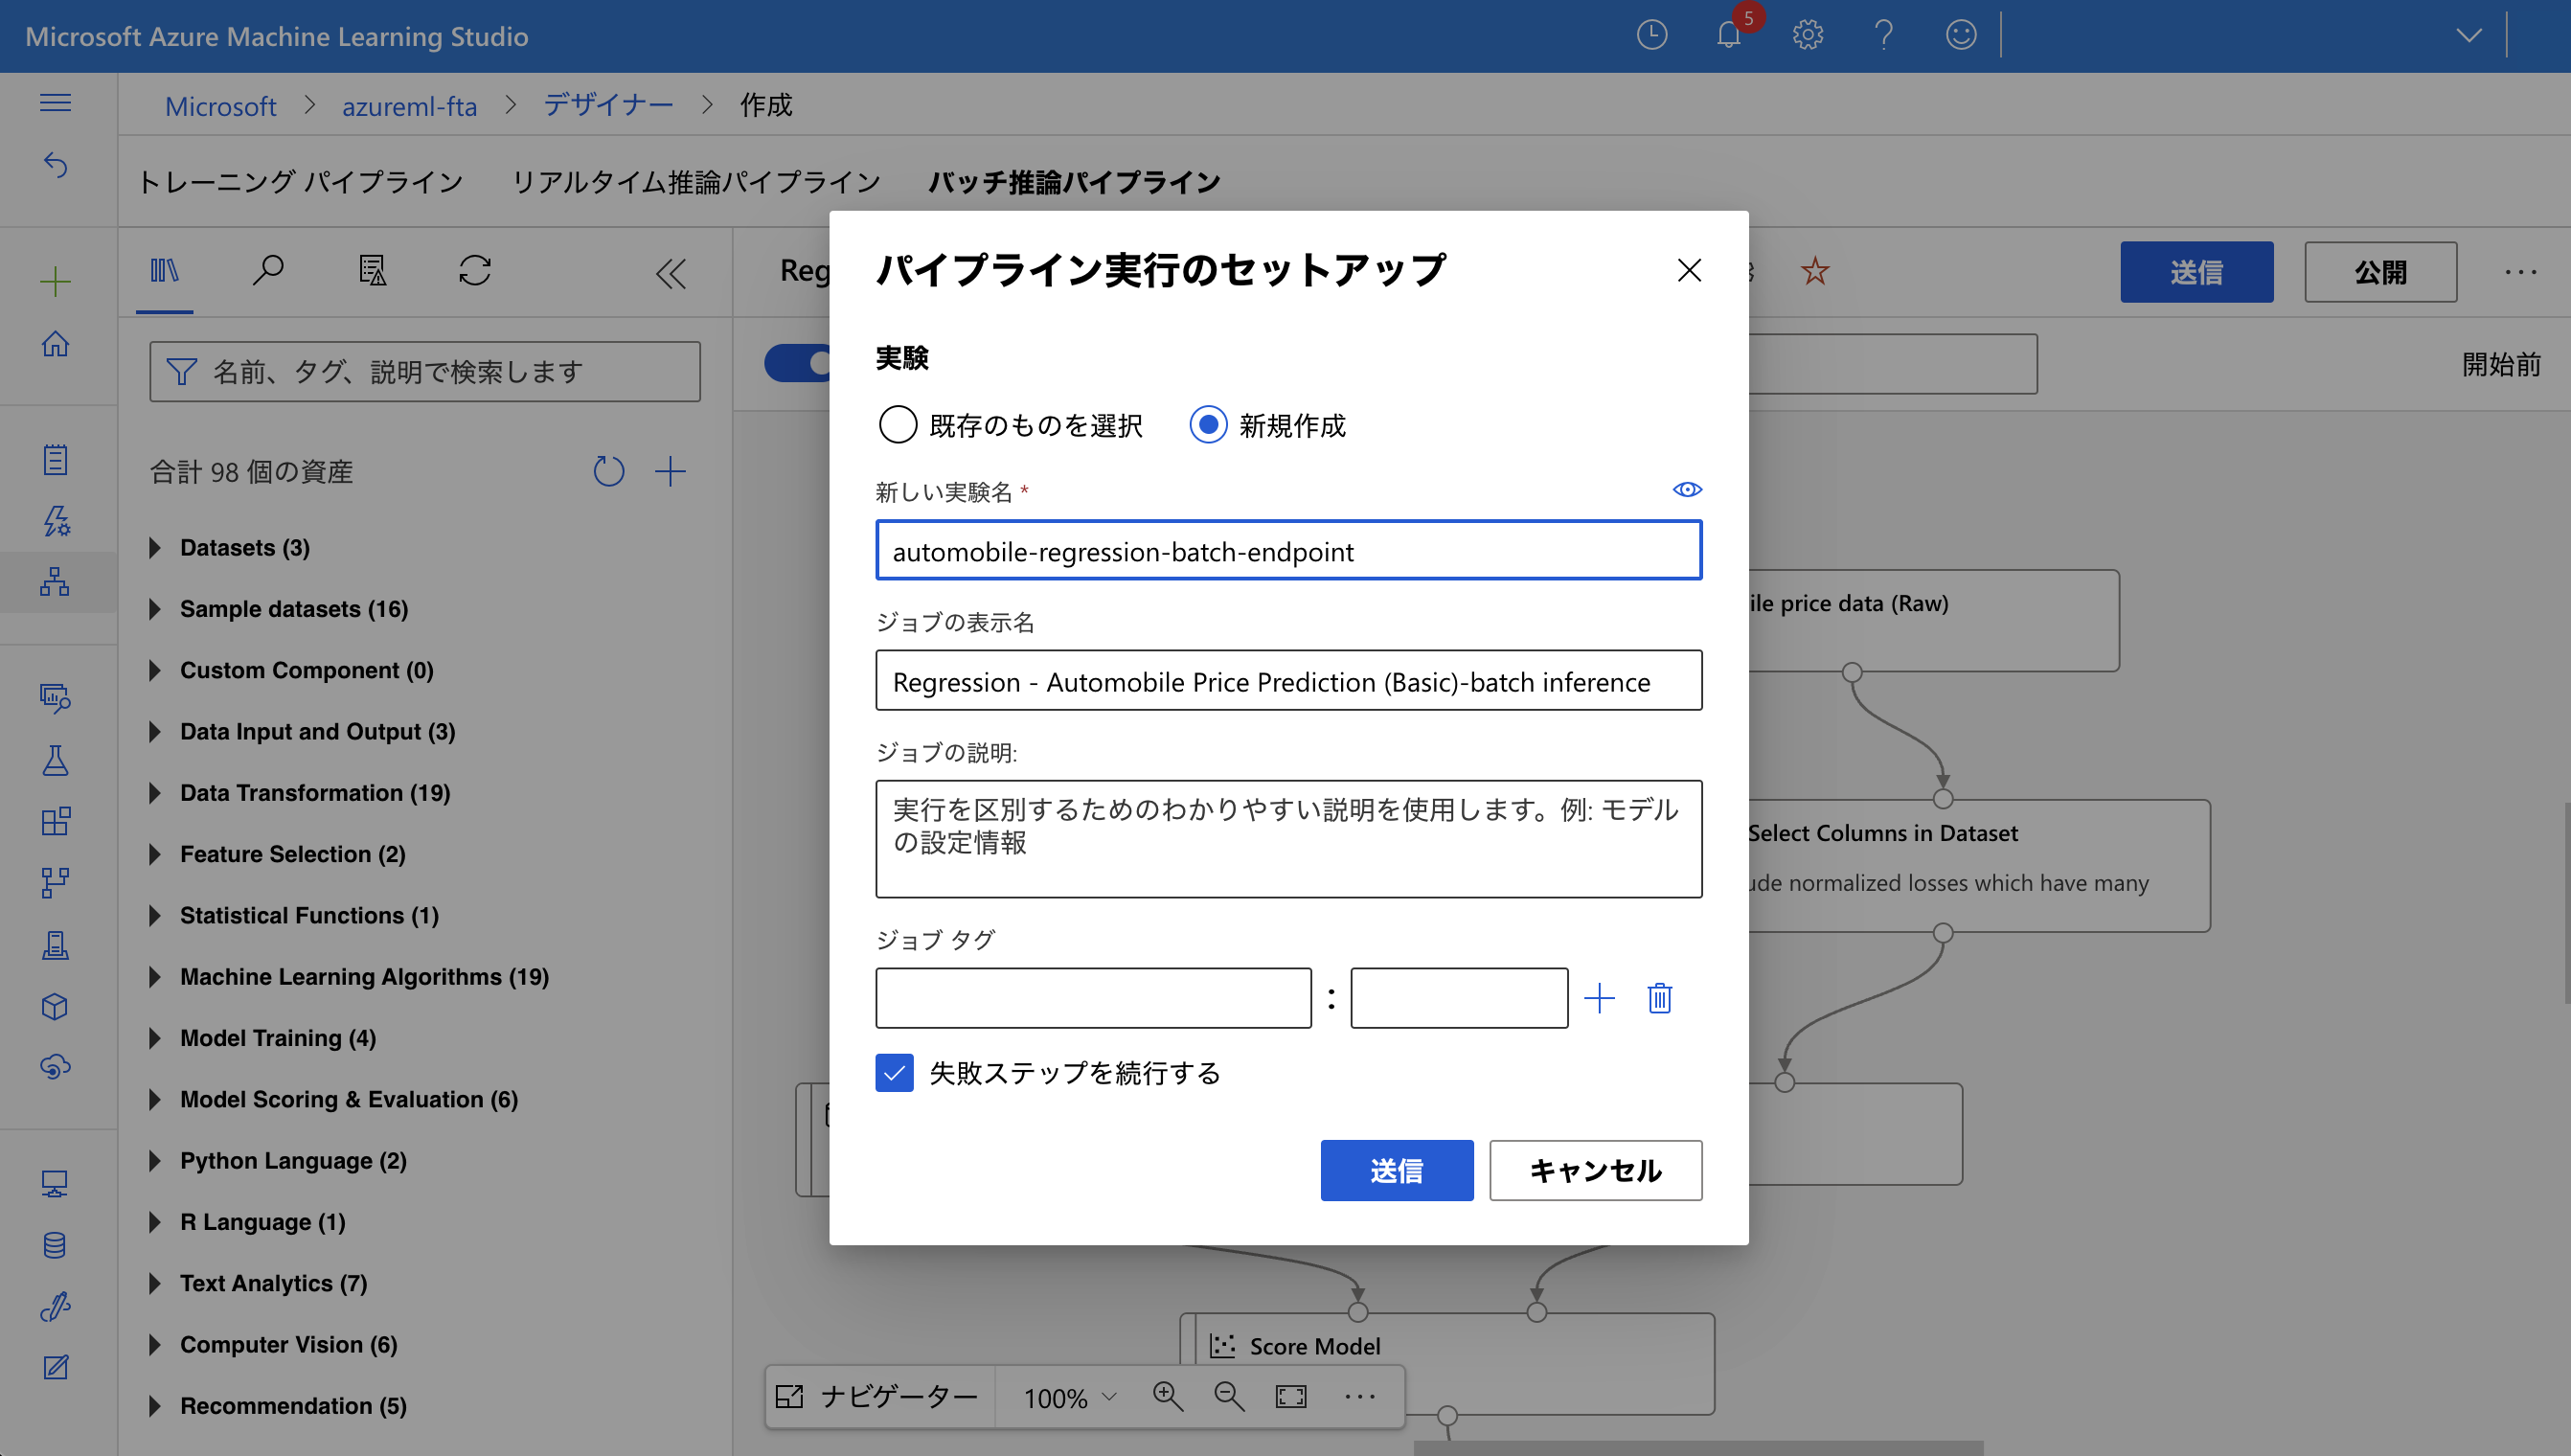 Microsoft Azure Machine Learning Studio
5
Microsoft > azureml-fta > デザイナー > 作成
トレーニング パイプライン リアルタイム推論パイプライン バッチ推論パイプライン
Reg
送信
公開
名前、タグ、説明で検索します
開始前
合計 98 個の資産
Datasets (3)
Sample datasets (16)
Custom Component (0)
Data Input and Output (3)
Data Transformation (19)
Feature Selection (2)
Statistical Functions (1)
Machine Learning Algorithms (19)
Model Training (4)
Model Scoring & Evaluation (6)
Python Language (2)
R Language (1)
Text Analytics (7)
Computer Vision (6)
Recommendation (5)
パイプライン実行のセットアップ
実験
既存のものを選択 新規作成
新しい実験名 *
automobile-regression-batch-endpoint
ジョブの表示名
Regression - Automobile Price Prediction (Basic)-batch inference
ジョブの説明:
実行を区別するためのわかりやすい説明を使用します。例: モデル
の設定情報
ジョブ タグ
:
失敗ステップを続行する
送信 キャンセル
ile price data (Raw)
Select Columns in Dataset
ude normalized losses which have many
Score Model
ナビゲーター
100%